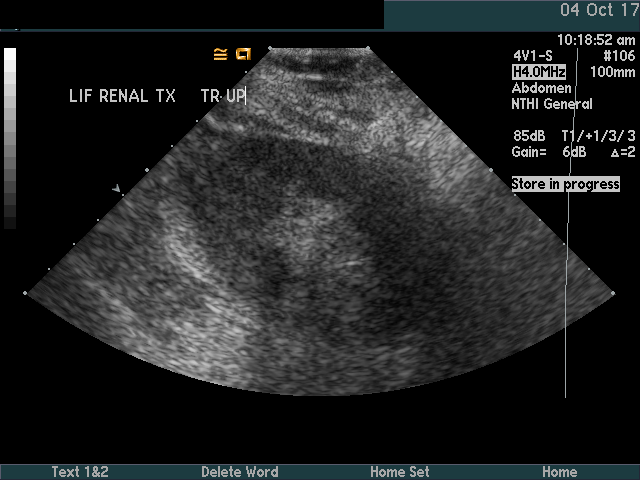 04 Oct 17
10:18:52 am
4V1-S #106
H4.0MHz 100mm
Abdomen
NTHI General
85dB T1/+1/3/3
Gain= 6dB Δ=2
Store in progress
LIF RENAL TX TR UP
Text 1&2 Delete Word Home Set Home